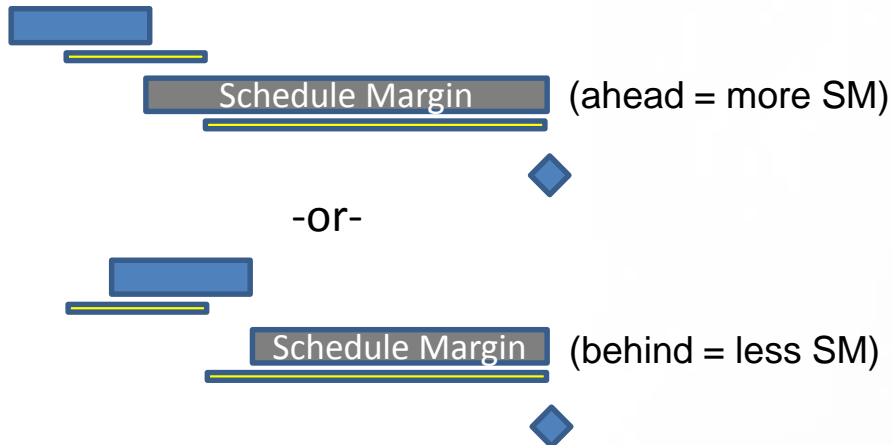 Schedule Margin (ahead = more SM)
-or-
Schedule Margin (behind = less SM)